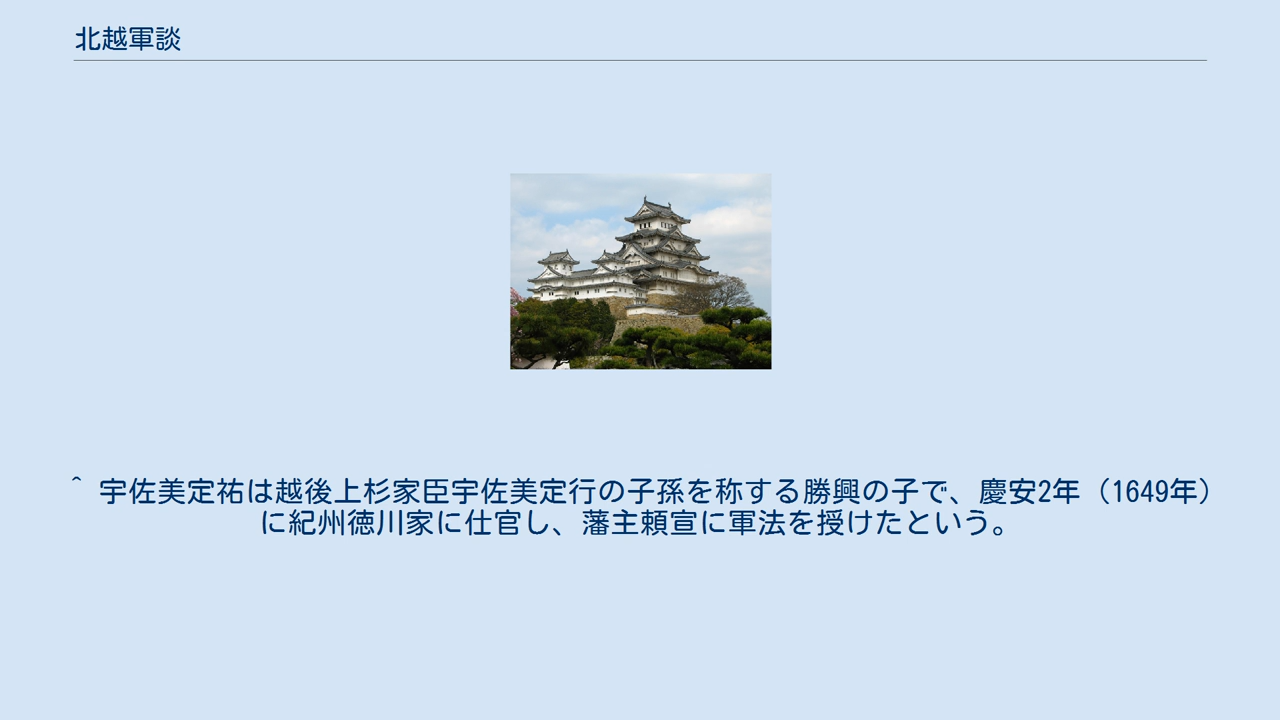 北越軍談
^ 宇佐美定祐は越後上杉家臣宇佐美定行の子孫を称する勝興の子で、慶安2年（1649年）
に紀州徳川家に仕官し、藩主頼宣に軍法を授けたという。